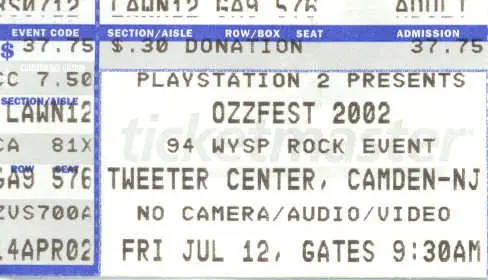 LAWN12 GA9 576 ADULT
EVENT CODE SECTION/AISLE ROW/BOX SEAT ADMISSION
$ 37.75 $.30 DONATION 37.75
CC 7.50 PLAYSTATION 2 PRESENTS
SECTION/AISLE
LAWN12 OZZFEST 2002
CA 81X 94 WYSP ROCK EVENT
ticketmaster
ROW SEAT
GA9 576 TWEETER CENTER, CAMDEN-NJ
ZVS700A NO CAMERA/AUDIO/VIDEO
14APR02 FRI JUL 12, GATES 9:30AM